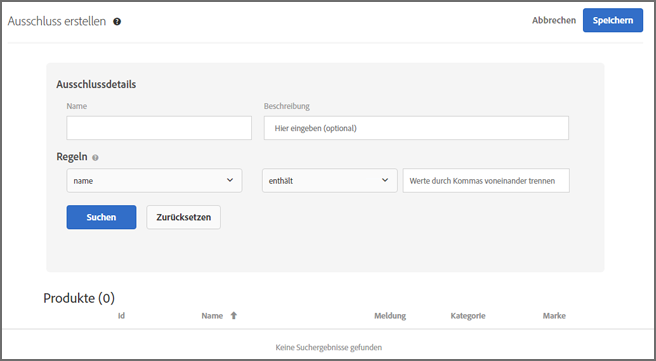 Ausschluss erstellen
Abbrechen
Speichern
Ausschlussdetails
Name
Beschreibung
Hier eingeben (optional)
Regeln
name
enthält
Werte durch Kommas voneinander trennen
Suchen
Zurücksetzen
Produkte (0)
Id
Name
Meldung
Kategorie
Marke
Keine Suchergebnisse gefunden